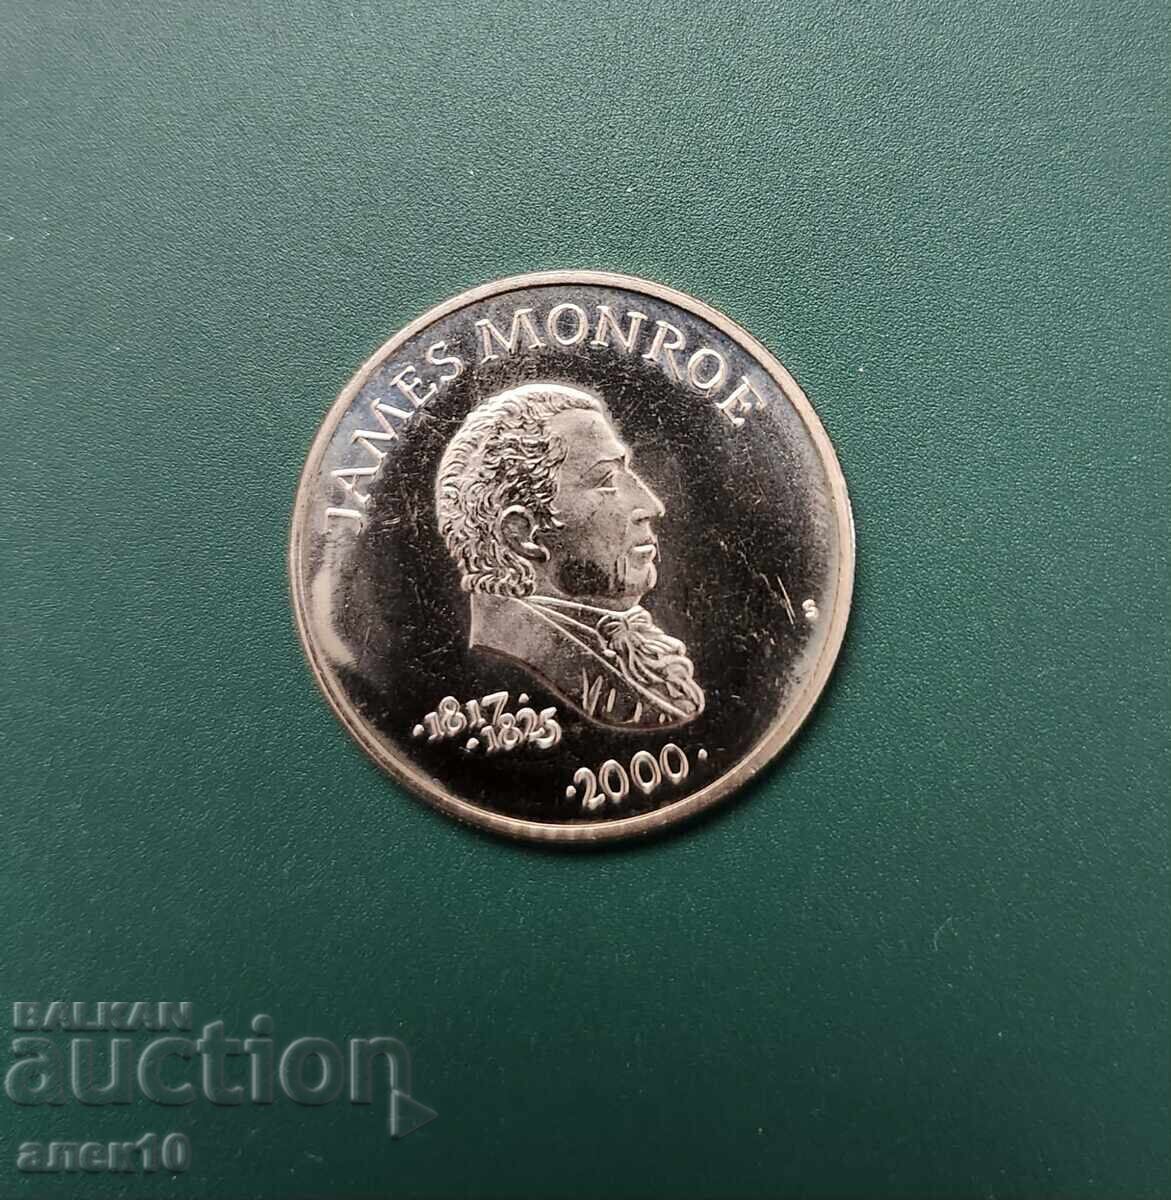 JAMES MONROE
S
·1817·
·1825
·2000·
BALKAN
auction
алек10